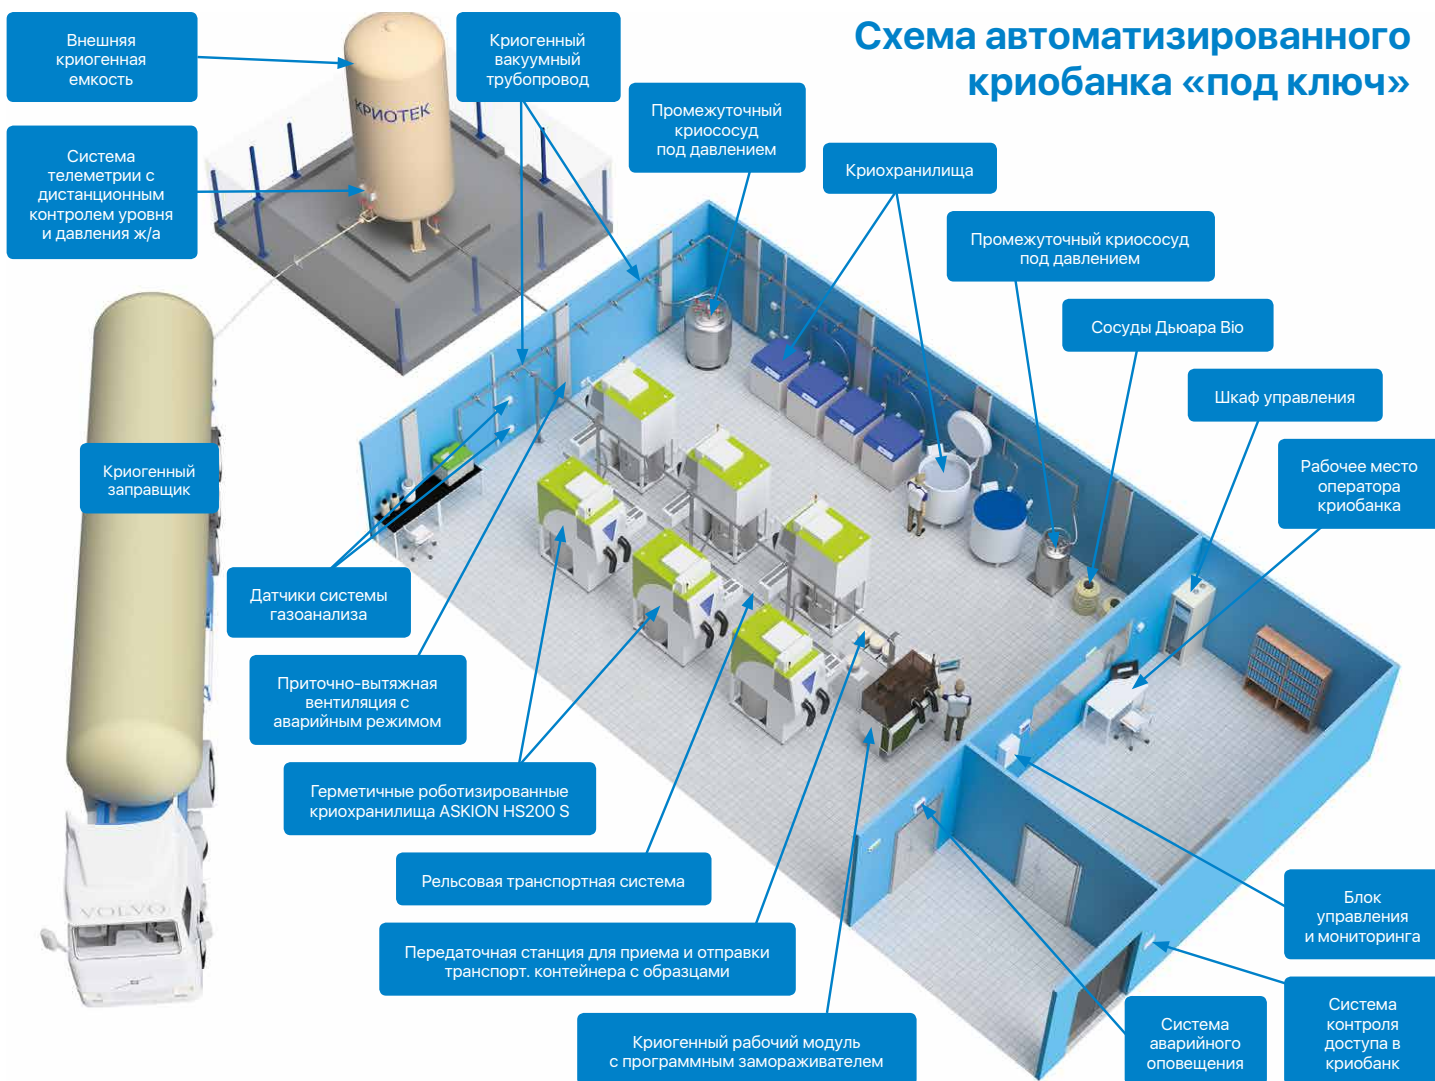 Схема автоматизированного
криобанка «под ключ»
Внешняя
криогенная
емкость
Криогенный
вакуумный
трубопровод
КРИОТЕК
Промежуточный
криососуд
под давлением
Система
телеметрии с
дистанционным
контролем уровня
и давления ж/а
Криохранилища
Промежуточный криососуд
под давлением
Сосуды Дьюара Bio
Шкаф управления
Рабочее место
оператора
криобанка
Криогенный
заправщик
Датчики системы
газоанализа
Приточно-вытяжная
вентиляция с
аварийным режимом
Герметичные роботизированные
криохранилища ASKION HS200 S
Рельсовая транспортная система
VOLVO
Передаточная станция для приема и отправки
транспорт. контейнера с образцами
Блок
управления
и мониторинга
Криогенный рабочий модуль
с программным замораживателем
Система
аварийного
оповещения
Система
контроля
доступа в
криобанк